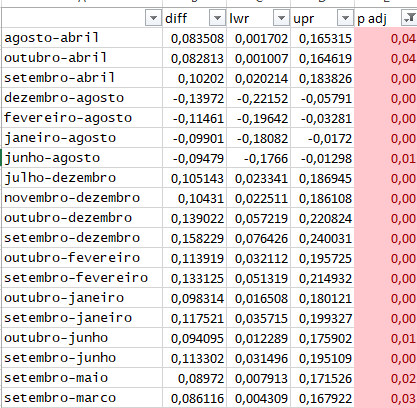 diff lwr upr p adj
agosto-abril 0,083508 0,001702 0,165315 0,04
outubro-abril 0,082813 0,001007 0,164619 0,04
setembro-abril 0,10202 0,020214 0,183826 0,00
dezembro-agosto -0,13972 -0,22152 -0,05791 0,00
fevereiro-agosto -0,11461 -0,19642 -0,03281 0,00
janeiro-agosto -0,09901 -0,18082 -0,0172 0,00
junho-agosto -0,09479 -0,1766 -0,01298 0,01
julho-dezembro 0,105143 0,023341 0,186945 0,00
novembro-dezembro 0,10431 0,022511 0,186108 0,00
outubro-dezembro 0,139022 0,057219 0,220824 0,00
setembro-dezembro 0,158229 0,076426 0,240031 0,00
outubro-fevereiro 0,113919 0,032112 0,195725 0,00
setembro-fevereiro 0,133125 0,051319 0,214932 0,00
outubro-janeiro 0,098314 0,016508 0,180121 0,00
setembro-janeiro 0,117521 0,035715 0,199327 0,00
outubro-junho 0,094095 0,012289 0,175902 0,01
setembro-junho 0,113302 0,031496 0,195109 0,00
setembro-maio 0,08972 0,007913 0,171526 0,02
setembro-marco 0,086116 0,004309 0,167922 0,03